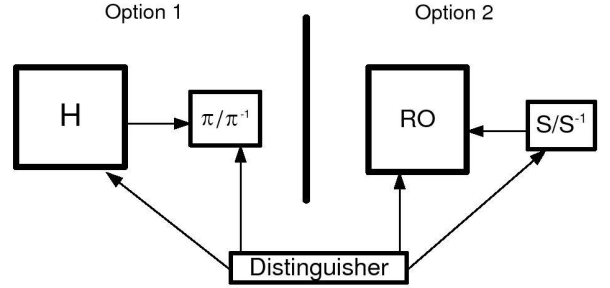 Option 1
Option 2
H
π/π⁻¹
RO
S/S⁻¹
Distinguisher